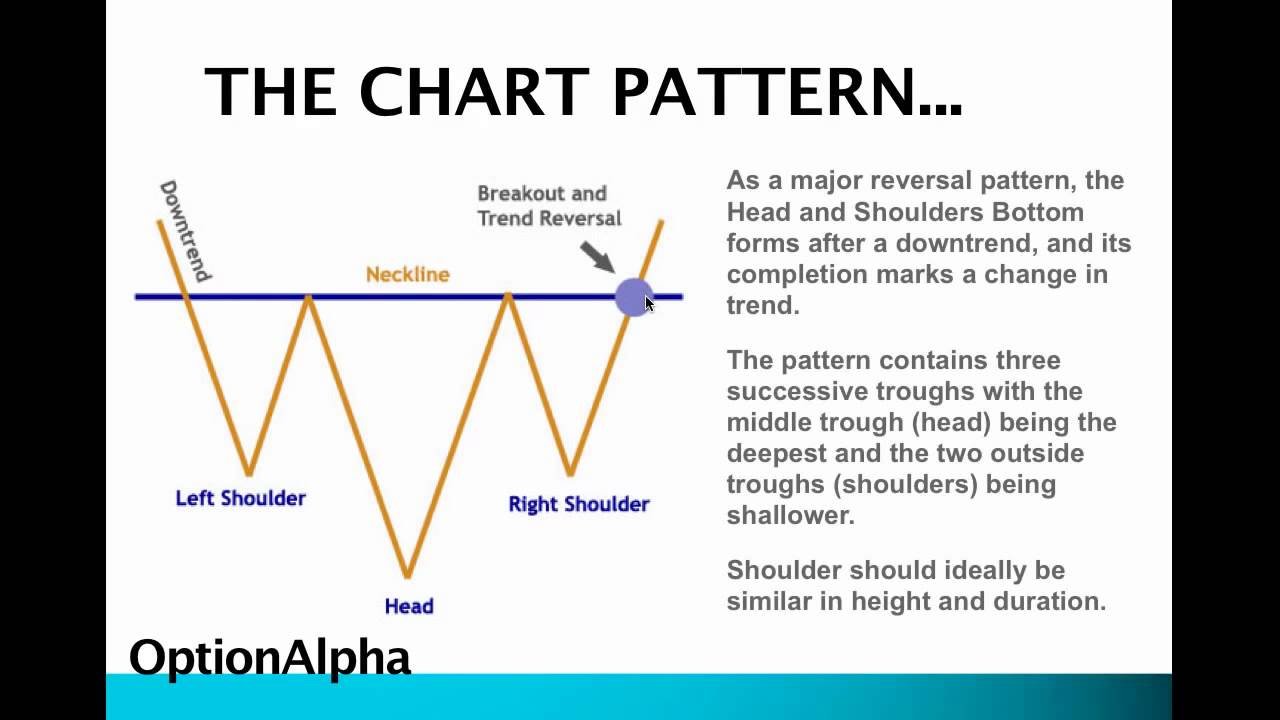 THE CHART PATTERN...
Downtrend
Breakout and
Trend Reversal
Neckline
Left Shoulder
Right Shoulder
Head
As a major reversal pattern, the
Head and Shoulders Bottom
forms after a downtrend, and its
completion marks a change in
trend.
The pattern contains three
successive troughs with the
middle trough (head) being the
deepest and the two outside
troughs (shoulders) being
shallower.
Shoulder should ideally be
similar in height and duration.
OptionAlpha